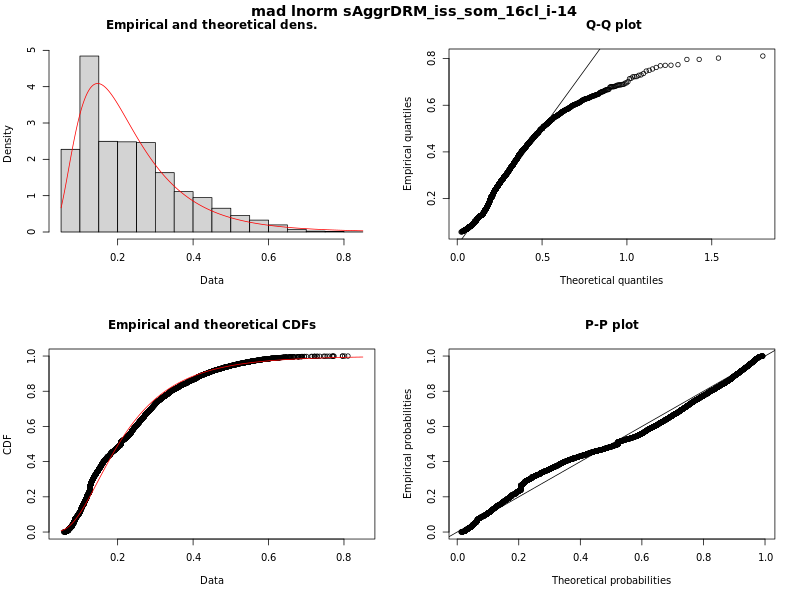 mad lnorm sAggrDRM_iss_som_16cl_i-14
Empirical and theoretical dens.
Density
0 1 2 3 4 5
0.2 0.4 0.6 0.8
Data
Q-Q plot
Empirical quantiles
0.2 0.4 0.6 0.8
0.0 0.5 1.0 1.5
Theoretical quantiles
Empirical and theoretical CDFs
CDF
0.0 0.2 0.4 0.6 0.8 1.0
0.2 0.4 0.6 0.8
Data
P-P plot
Empirical probabilities
0.0 0.2 0.4 0.6 0.8 1.0
0.0 0.2 0.4 0.6 0.8 1.0
Theoretical probabilities